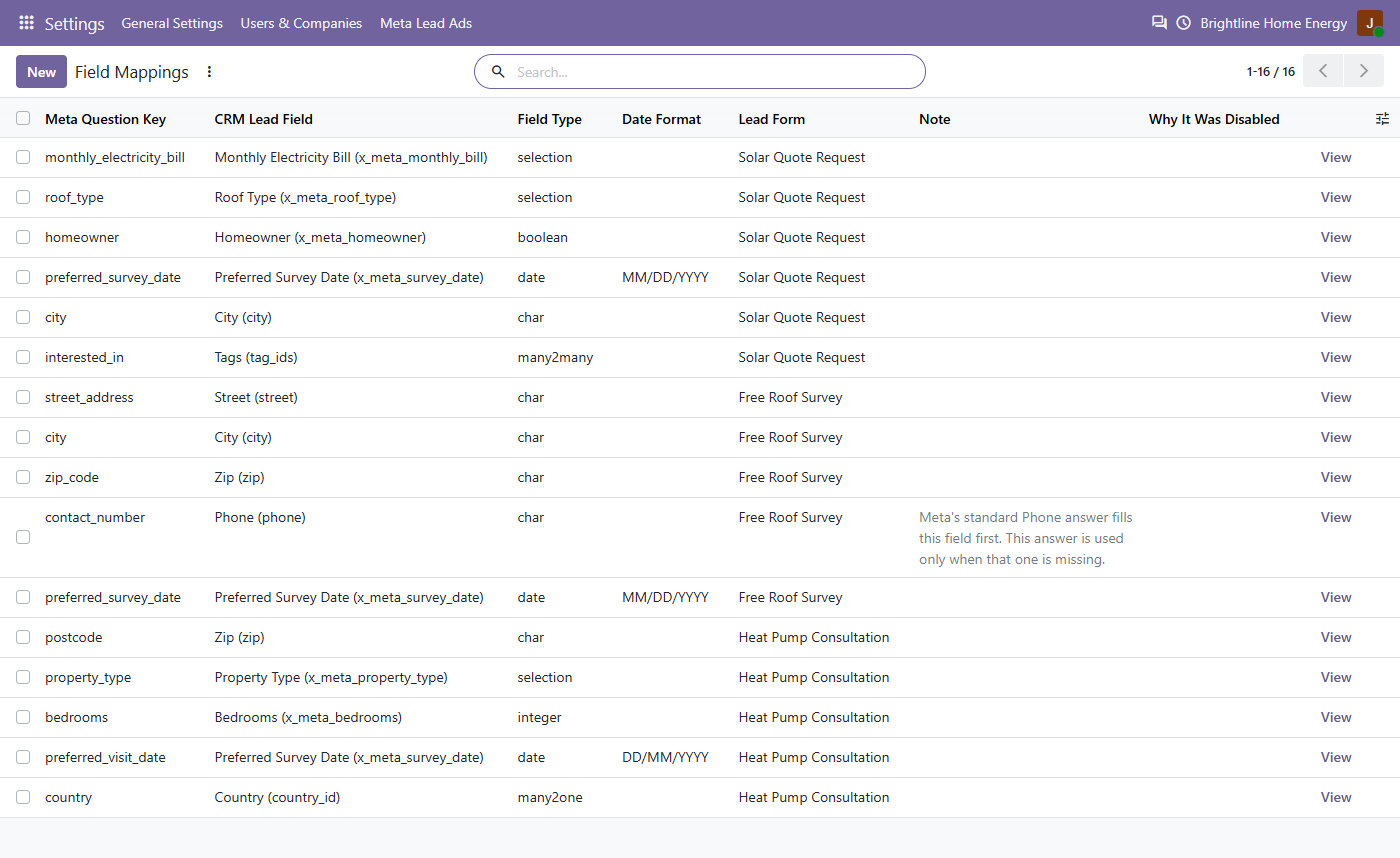 Settings General Settings Users & Companies Meta Lead Ads Brightline Home Energy J
New Field Mappings Search... 1-16 / 16
Meta Question Key CRM Lead Field Field Type Date Format Lead Form Note Why It Was Disabled
monthly_electricity_bill Monthly Electricity Bill (x_meta_monthly_bill) selection Solar Quote Request View
roof_type Roof Type (x_meta_roof_type) selection Solar Quote Request View
homeowner Homeowner (x_meta_homeowner) boolean Solar Quote Request View
preferred_survey_date Preferred Survey Date (x_meta_survey_date) date MM/DD/YYYY Solar Quote Request View
city City (city) char Solar Quote Request View
interested_in Tags (tag_ids) many2many Solar Quote Request View
street_address Street (street) char Free Roof Survey View
city City (city) char Free Roof Survey View
zip_code Zip (zip) char Free Roof Survey View
contact_number Phone (phone) char Free Roof Survey Meta's standard Phone answer fills View
this field first. This answer is used
only when that one is missing.
preferred_survey_date Preferred Survey Date (x_meta_survey_date) date MM/DD/YYYY Free Roof Survey View
postcode Zip (zip) char Heat Pump Consultation View
property_type Property Type (x_meta_property_type) selection Heat Pump Consultation View
bedrooms Bedrooms (x_meta_bedrooms) integer Heat Pump Consultation View
preferred_visit_date Preferred Survey Date (x_meta_survey_date) date DD/MM/YYYY Heat Pump Consultation View
country Country (country_id) many2one Heat Pump Consultation View